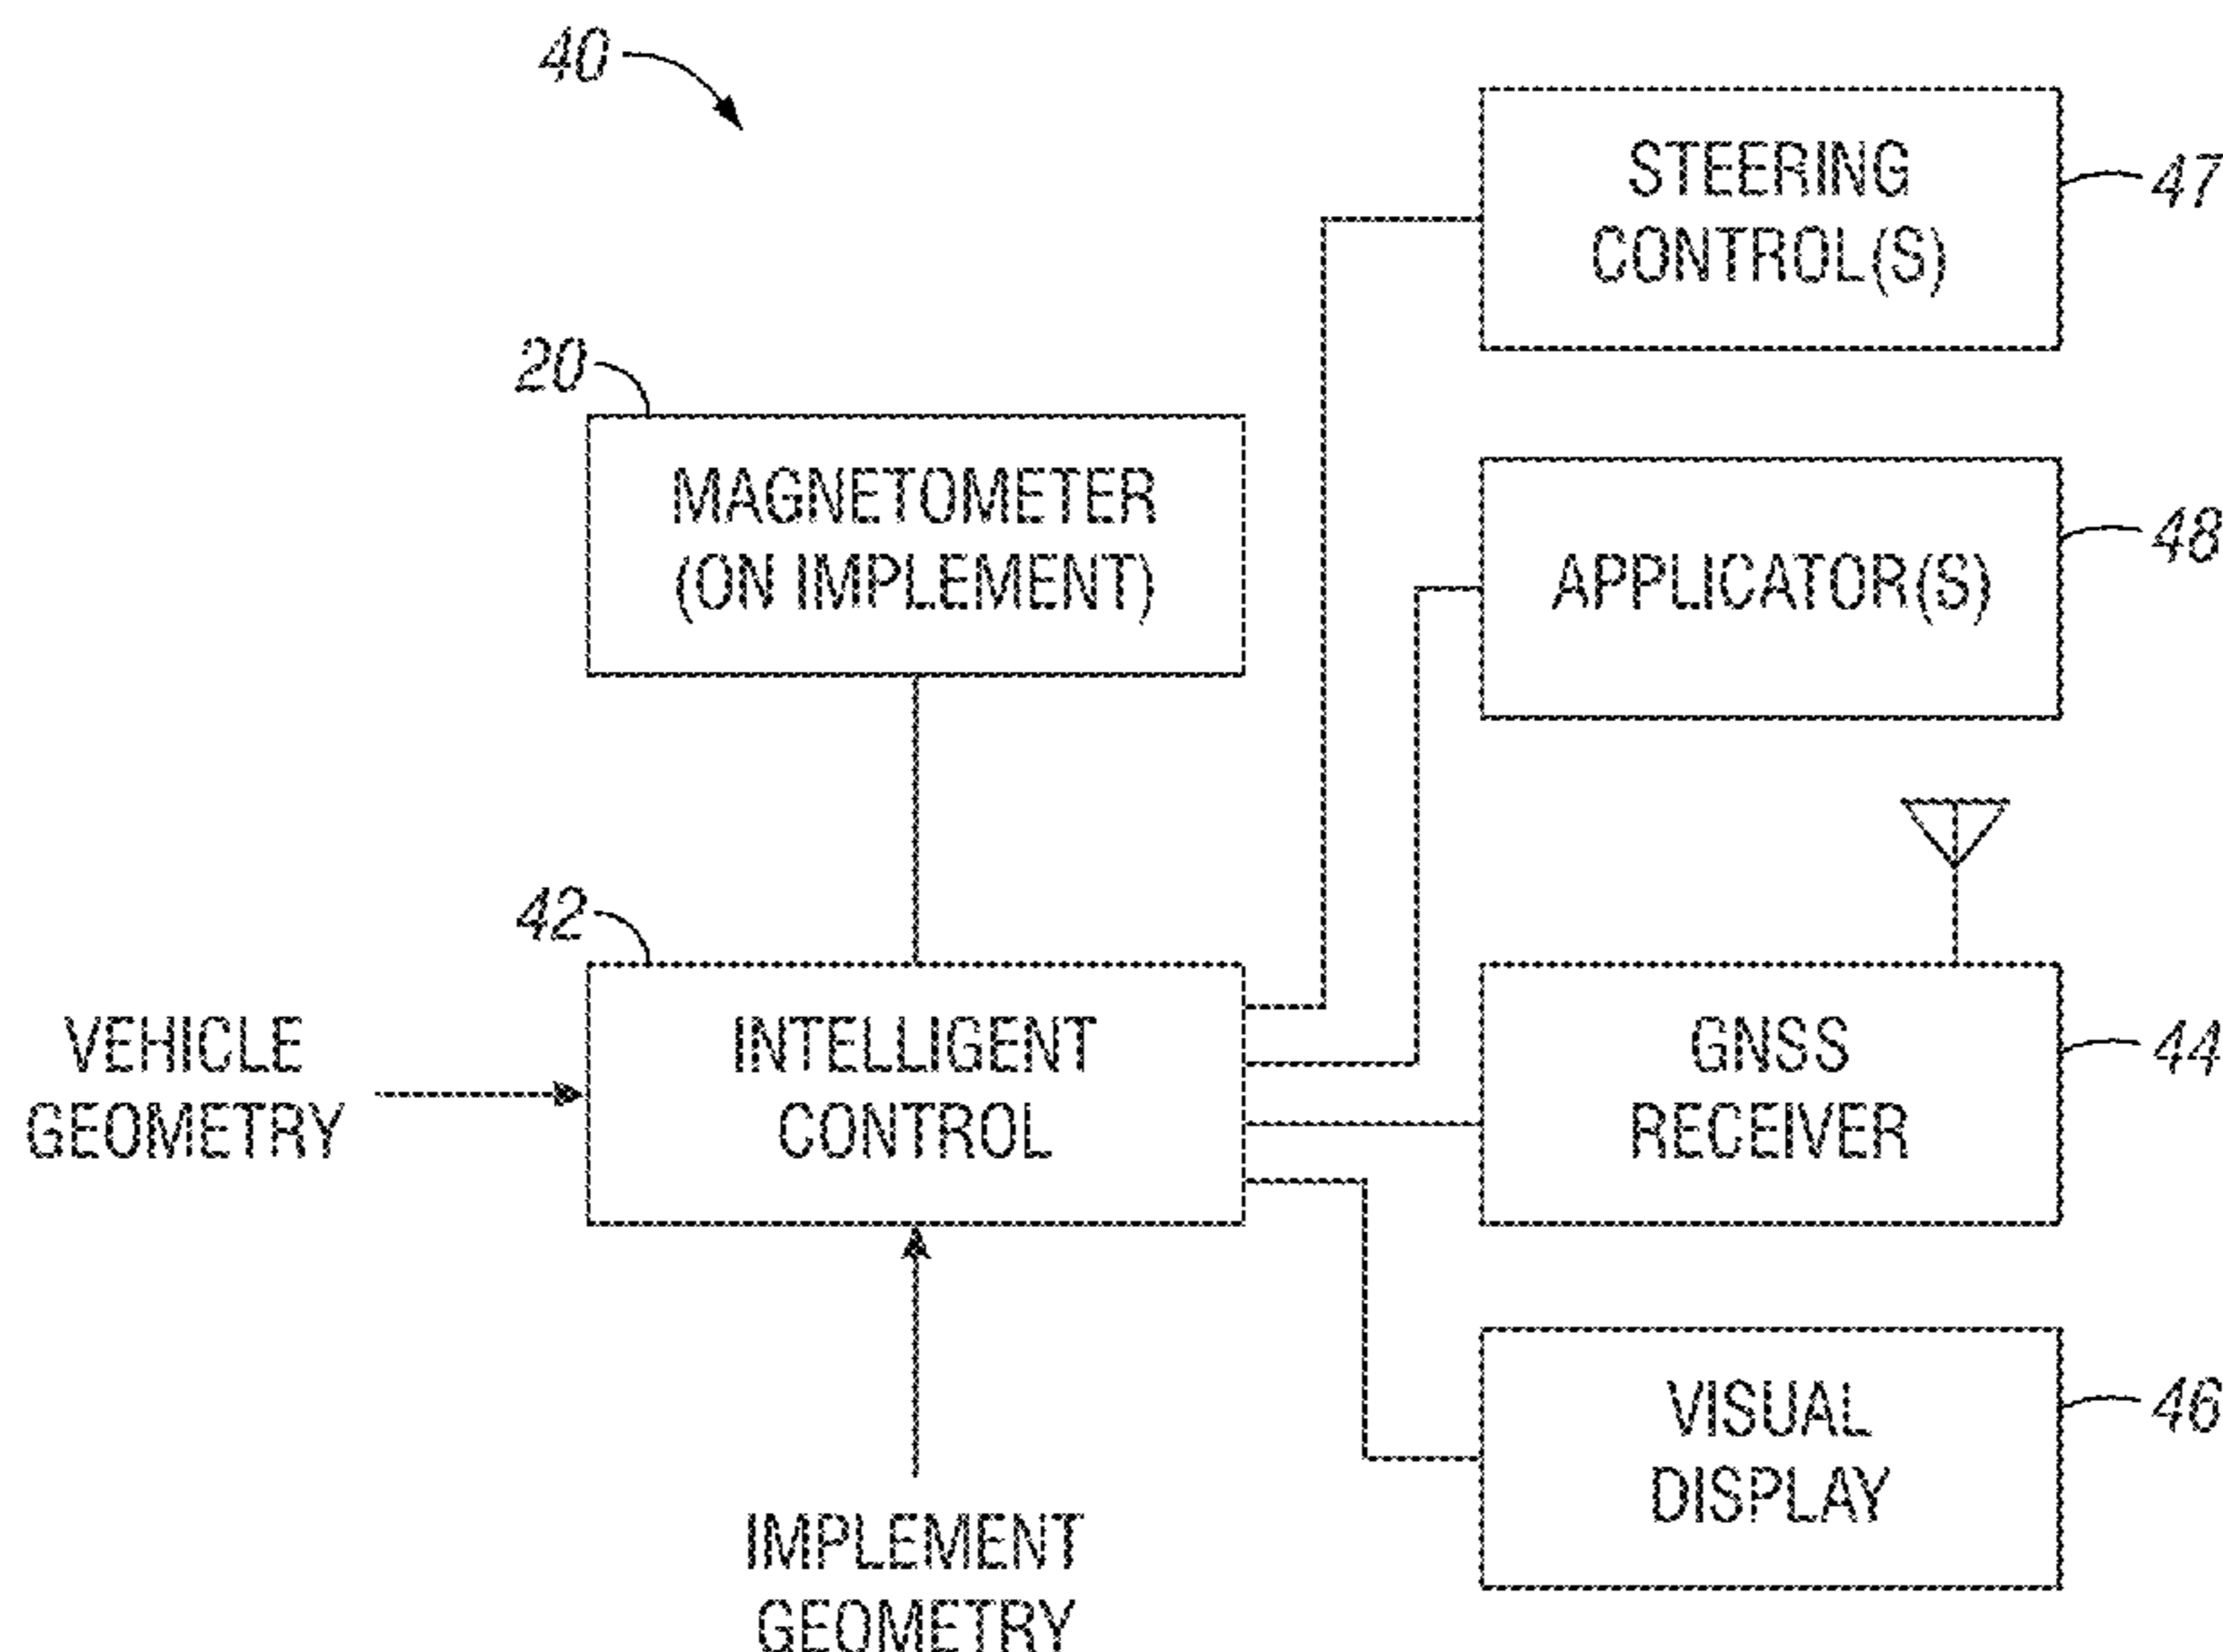 40
STEERING
CONTROL(S)
47
20
MAGNETOMETER
(ON IMPLEMENT)
APPLICATOR(S)
48
42
INTELLIGENT
CONTROL
VEHICLE
GEOMETRY
GNSS
RECEIVER
44
IMPLEMENT
GEOMETRY
VISUAL
DISPLAY
46